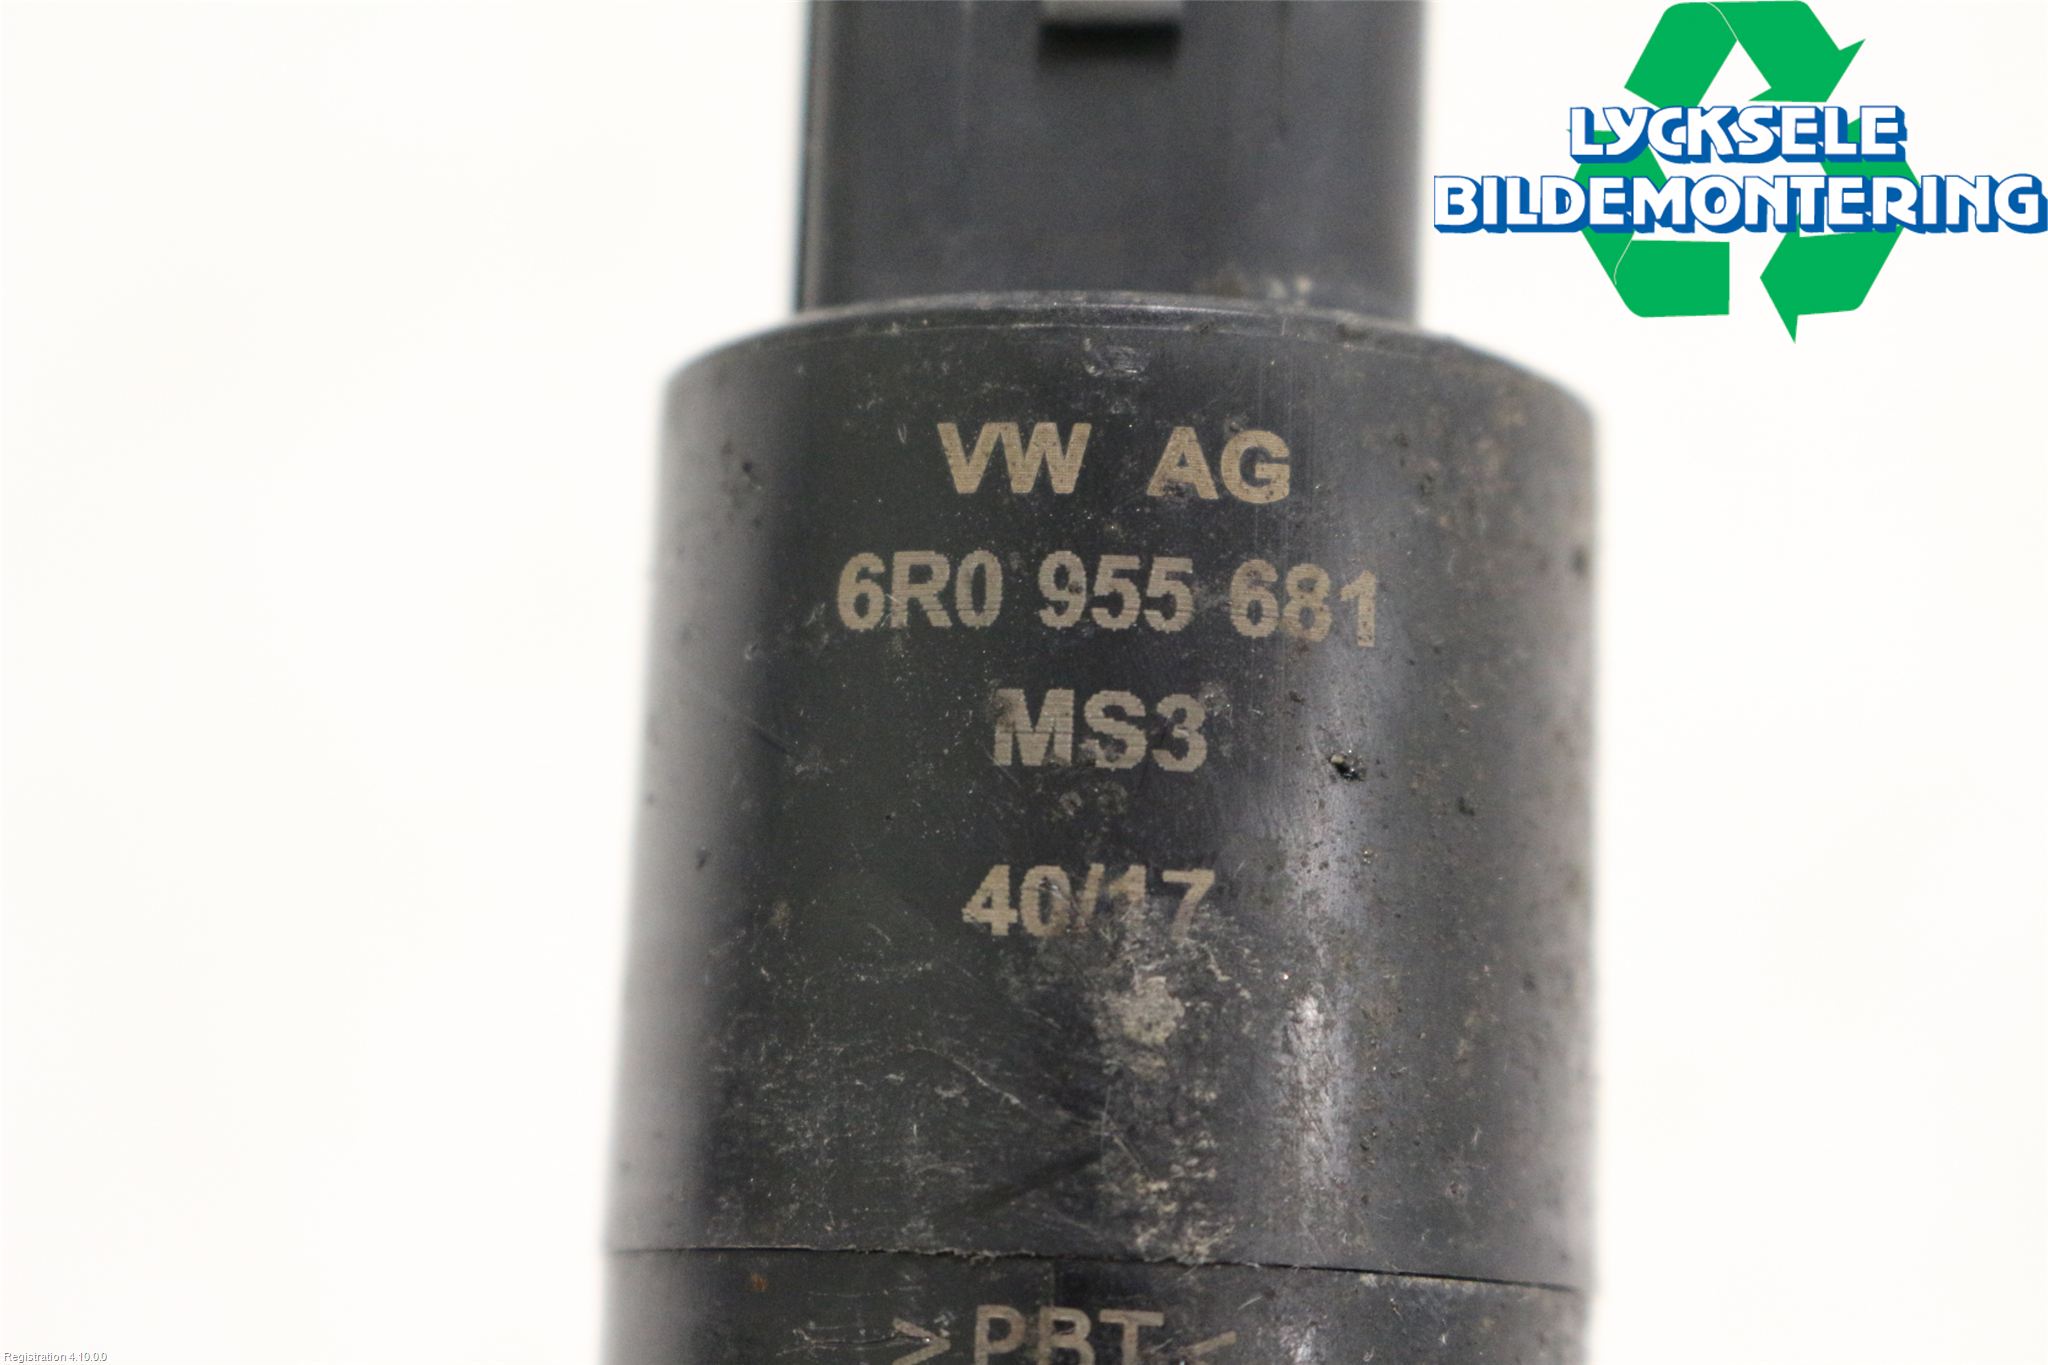 LYCKSELE
BILDEMONTERING
VW AG
6R0 955 681
MS3
40/17
>PBT<
Registration 4.10.0.0